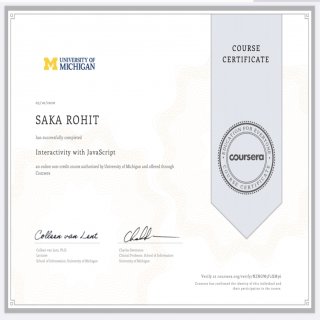 UNIVERSITY OF
MICHIGAN
COURSE
CERTIFICATE
SAKA ROHIT
has successfully completed
Interactivity with JavaScript
an online non-credit course authorized by University of Michigan and offered through
Coursera
EDUCATION FOR EVERYONE
coursera
COURSE CERTIFICATE
Colleen van Lent
Colleen van Lent, Ph.D.
Lecturer
School of Information, University of Michigan
Charles Severance
Clinical Professor, School of Information
University of Michigan
Verify at coursera.org/verify/
Coursera has confirmed the identity of this individual and
their participation in the course.